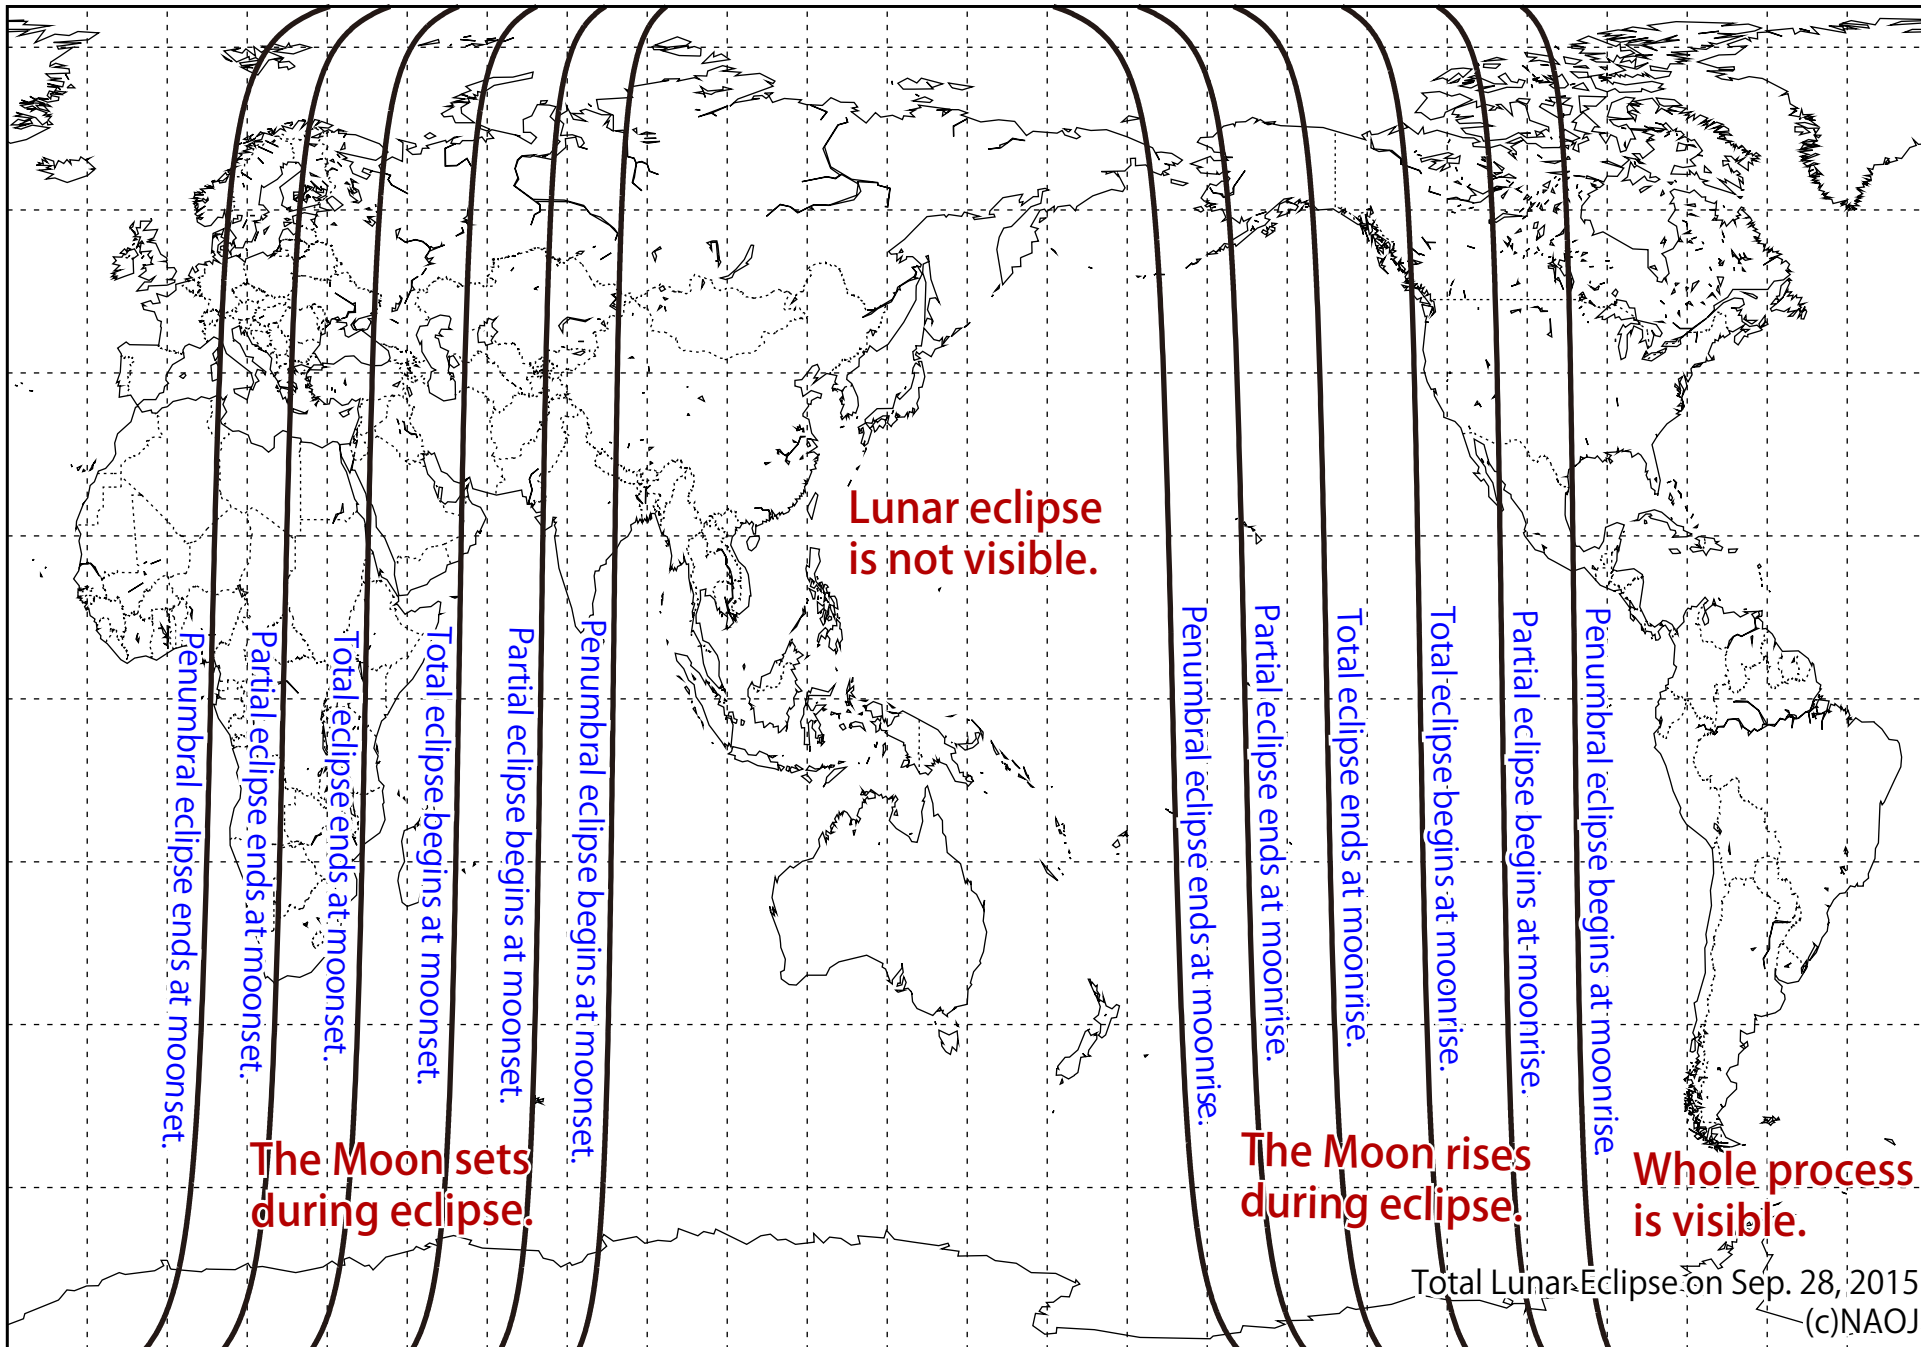 Lunar eclipse
is not visible.
Penumbral eclipse ends at moonset.
Partial eclipse ends at moonset.
Total eclipse ends at moonset.
Total eclipse begins at moonset.
Partial eclipse begins at moonset.
Penumbral eclipse begins at moonset.
Penumbral eclipse ends at moonrise.
Partial eclipse ends at moonrise.
Total eclipse ends at moonrise.
Total eclipse begins at moonrise.
Partial eclipse begins at moonrise.
Penumbral eclipse begins at moonrise.
The Moon sets
during eclipse.
The Moon rises
during eclipse.
Whole process
is visible.
Total Lunar Eclipse on Sep. 28, 2015
(c)NAOJ